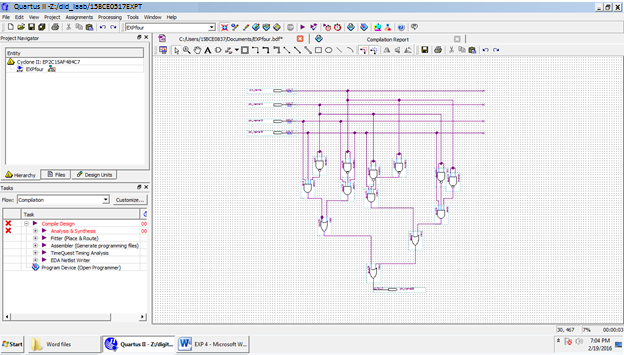 Quartus II -Z:/did_laab/15BCE0517EXPT
File Edit View Project Assignments Processing Tools Window Help
EXPfour
Project Navigator
C:/Users/15BCE0837/Documents/EXPfour.bdf*
Compilation Report
Entity
Cyclone II: EP2C15AF484C7
EXPfour
Hierarchy
Files
Design Units
Tasks
Flow: Compilation
Customize...
Task
Compile Design
00
Analysis & Synthesis
00
Fitter (Place & Route)
Assembler (Generate programming files)
TimeQuest Timing Analysis
EDA Netlist Writer
Program Device (Open Programmer)
30, 467
7%
00:00:03
Start
Word files
Quartus II - Z:/digit...
EXP 4 - Microsoft W...
7:04 PM
2/19/2016